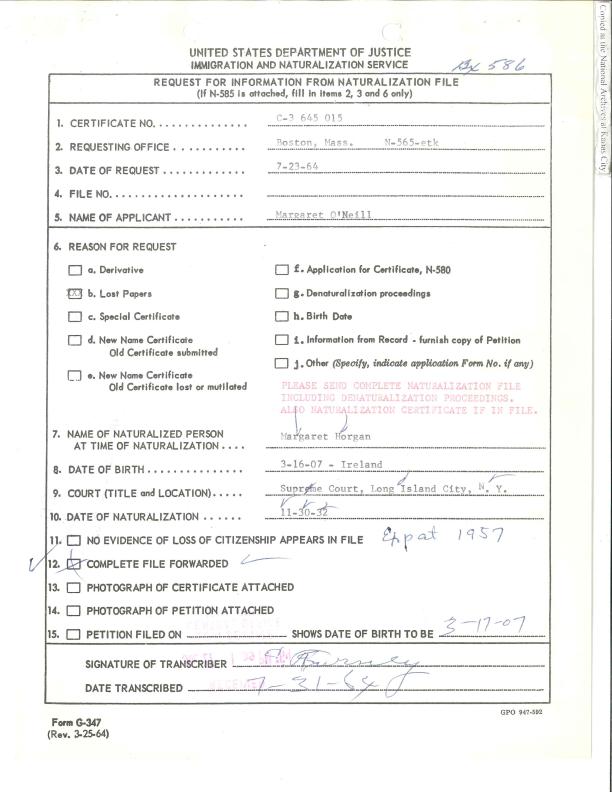 UNITED STATES DEPARTMENT OF JUSTICE
IMMIGRATION AND NATURALIZATION SERVICE
Bx 586
REQUEST FOR INFORMATION FROM NATURALIZATION FILE
(If N-585 is attached, fill in items 2, 3 and 6 only)
1. CERTIFICATE NO. .............. C-3 645 015
2. REQUESTING OFFICE ............ Boston, Mass. N-565-etk
3. DATE OF REQUEST .............. 7-23-64
4. FILE NO. ....................
5. NAME OF APPLICANT ........... Margaret O'Neill
6. REASON FOR REQUEST
a. Derivative
XX b. Lost Papers
c. Special Certificate
d. New Name Certificate
Old Certificate submitted
e. New Name Certificate
Old Certificate lost or mutilated
f. Application for Certificate, N-580
g. Denaturalization proceedings
h. Birth Date
i. Information from Record - furnish copy of Petition
j. Other (Specify, indicate application Form No. if any)
PLEASE SEND COMPLETE NATURALIZATION FILE
INCLUDING DENATURALIZATION PROCEEDINGS.
ALSO NATURALIZATION CERTIFICATE IF IN FILE.
7. NAME OF NATURALIZED PERSON
AT TIME OF NATURALIZATION .... Margaret Horgan
8. DATE OF BIRTH ................ 3-16-07 - Ireland
9. COURT (TITLE and LOCATION)..... Supreme Court, Long Island City, N. Y.
10. DATE OF NATURALIZATION ...... 11-30-32
11. NO EVIDENCE OF LOSS OF CITIZENSHIP APPEARS IN FILE Expat 1957
12. COMPLETE FILE FORWARDED
13. PHOTOGRAPH OF CERTIFICATE ATTACHED
14. PHOTOGRAPH OF PETITION ATTACHED
15. PETITION FILED ON SHOWS DATE OF BIRTH TO BE 3-17-07
SIGNATURE OF TRANSCRIBER
DATE TRANSCRIBED 7-31-64
GPO 947-592
Form G-347
(Rev. 3-25-64)
Copied at the National Archives at Kansas City